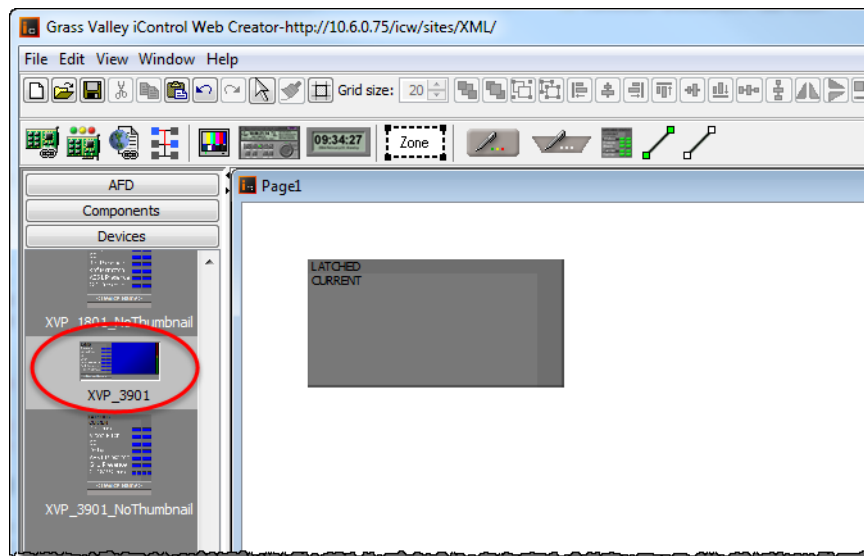 Grass Valley iControl Web Creator-http://10.6.0.75/icw/sites/XML/
File Edit View Window Help
Grid size: 20
09:34:27
Zone
AFD
Components
Devices
Page1
LATCHED
CURRENT
XVP_1801_NoThumbnail
XVP_3901
XVP_3901_NoThumbnail